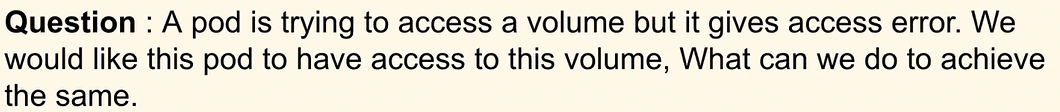 Question : A pod is trying to access a volume but it gives access error. We
would like this pod to have access to this volume, What can we do to achieve
the same.